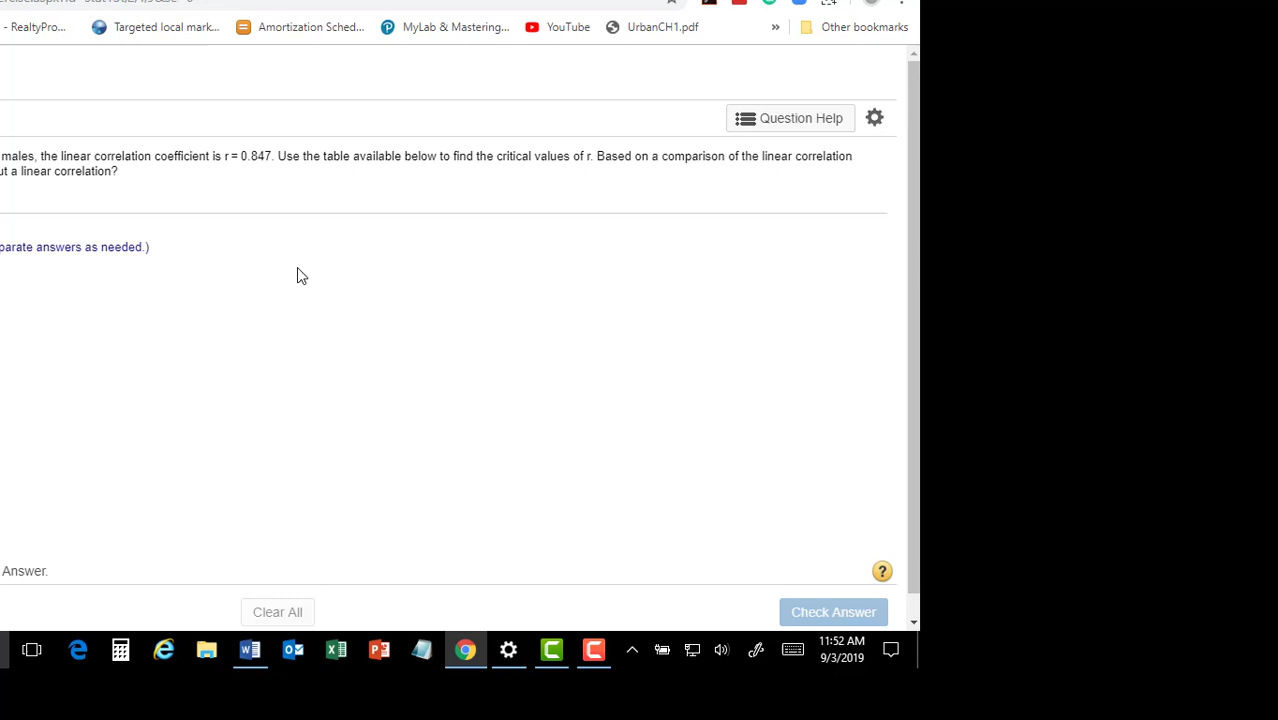 - RealtyPro... Targeted local mark... Amortization Sched... MyLab & Mastering... YouTube UrbanCH1.pdf » Other bookmarks
Question Help
males, the linear correlation coefficient is r = 0.847. Use the table available below to find the critical values of r. Based on a comparison of the linear correlation
ut a linear correlation?
parate answers as needed.)
Answer.
?
Clear All Check Answer
11:52 AM
9/3/2019